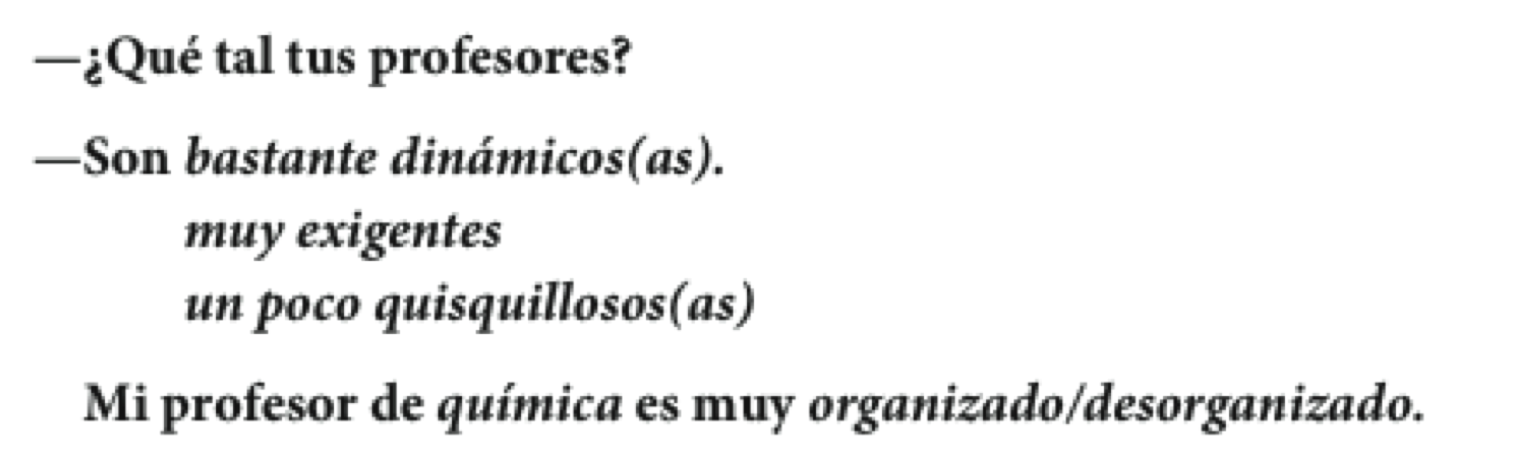 —¿Qué tal tus profesores?
—Son bastante dinámicos(as).
muy exigentes
un poco quisquillosos(as)
Mi profesor de química es muy organizado/desorganizado.